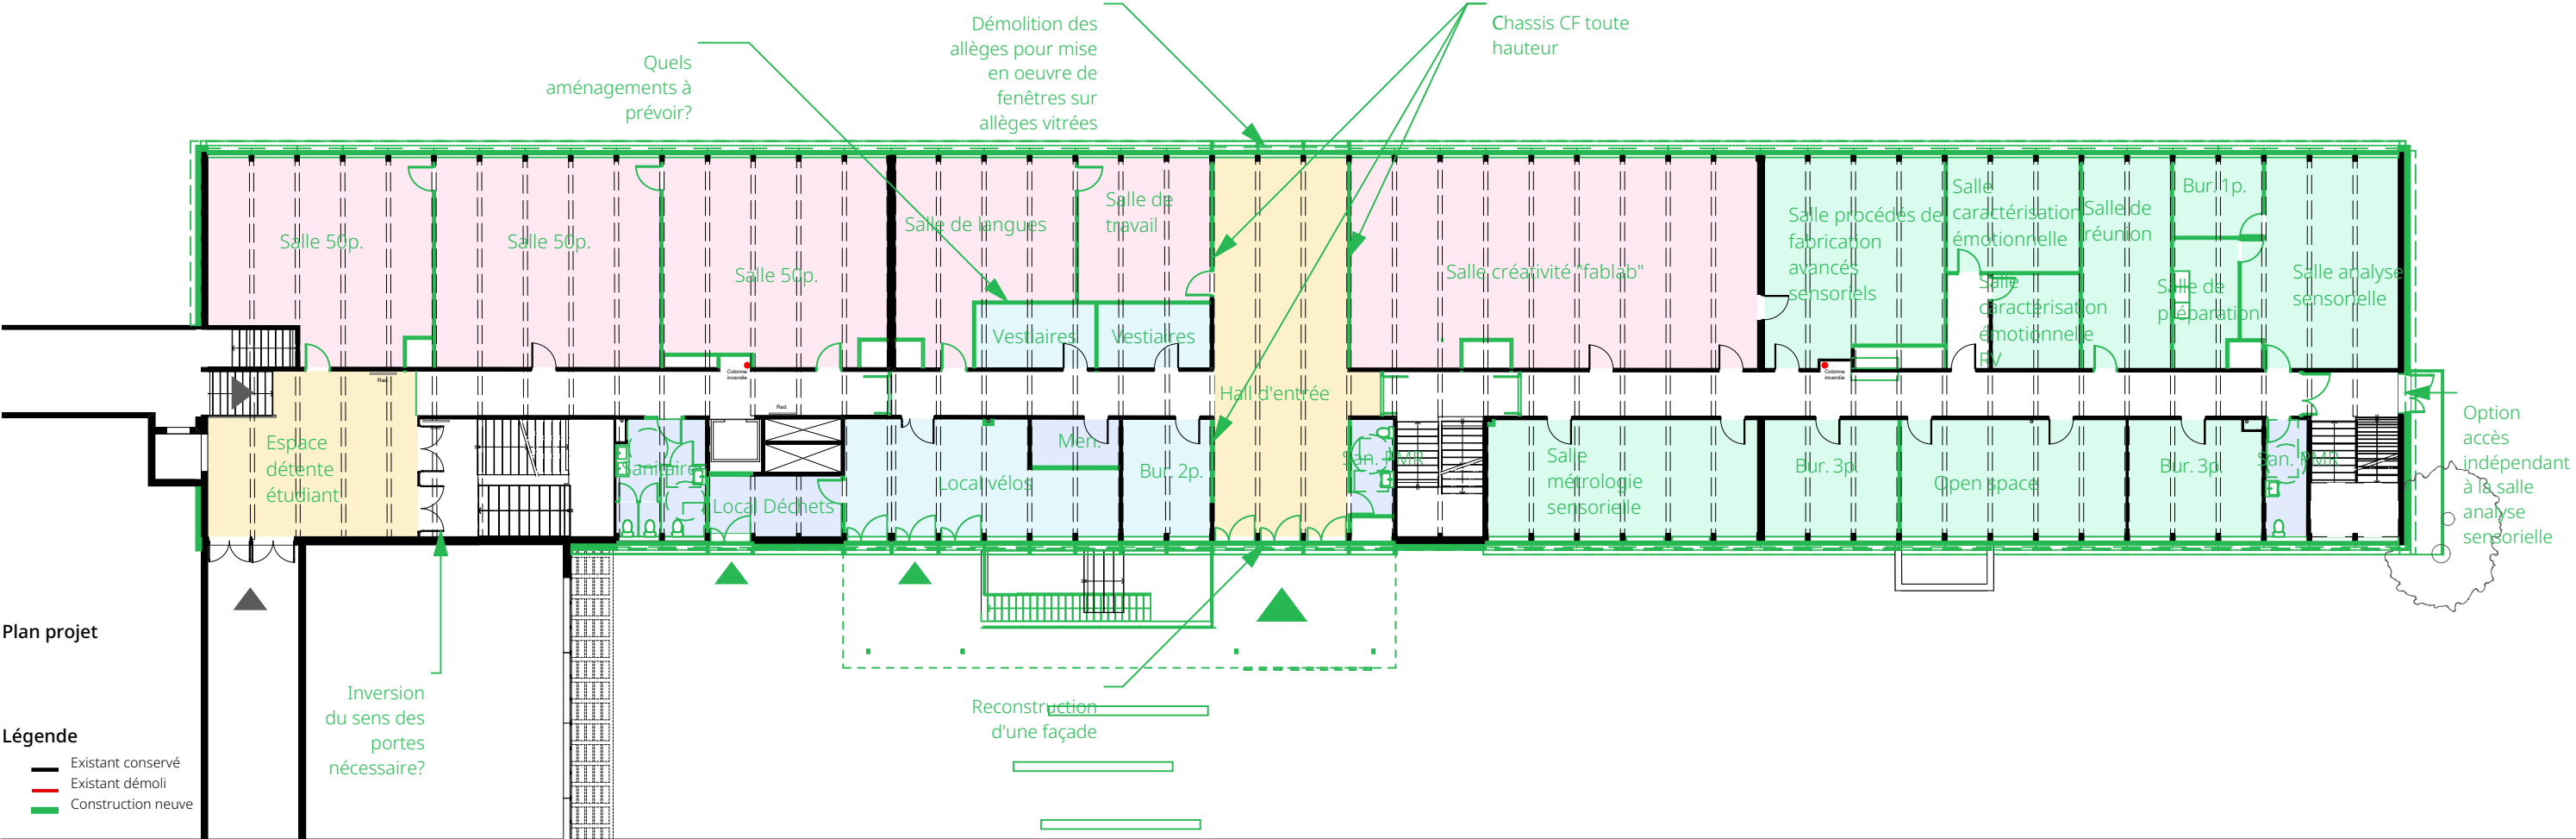 Démolition des
allèges pour mise
en oeuvre de
fenêtres sur
allèges vitrées
Chassis CF toute
hauteur
Quels
aménagements à
prévoir?
Salle 50p.
Salle 50p.
Salle 50p.
Salle de langues
Salle de
travail
Vestiaires
Vestiaires
Hall d'entrée
Salle créativité "fablab"
Salle procédés de
fabrication
avancés
sensoriels
Salle
caractérisation
émotionnelle
Salle
caractérisation
émotionnelle
RV
Salle de
réunion
Bur. 1p.
Salle de
préparation
Salle analyse
sensorielle
Rad.
Colonne
incendie
Rad.
Colonne
incendie
Espace
détente
étudiant
Sanitaires
Local Déchets
Local vélos
Men.
Bur. 2p.
San. PMR
Salle
métrologie
sensorielle
Bur. 3p.
Open space
Bur. 3p.
San. PMR
Option
accès
indépendant
à la salle
analyse
sensorielle
Plan projet
Inversion
du sens des
portes
nécessaire?
Reconstruction
d'une façade
Légende
Existant conservé
Existant démoli
Construction neuve